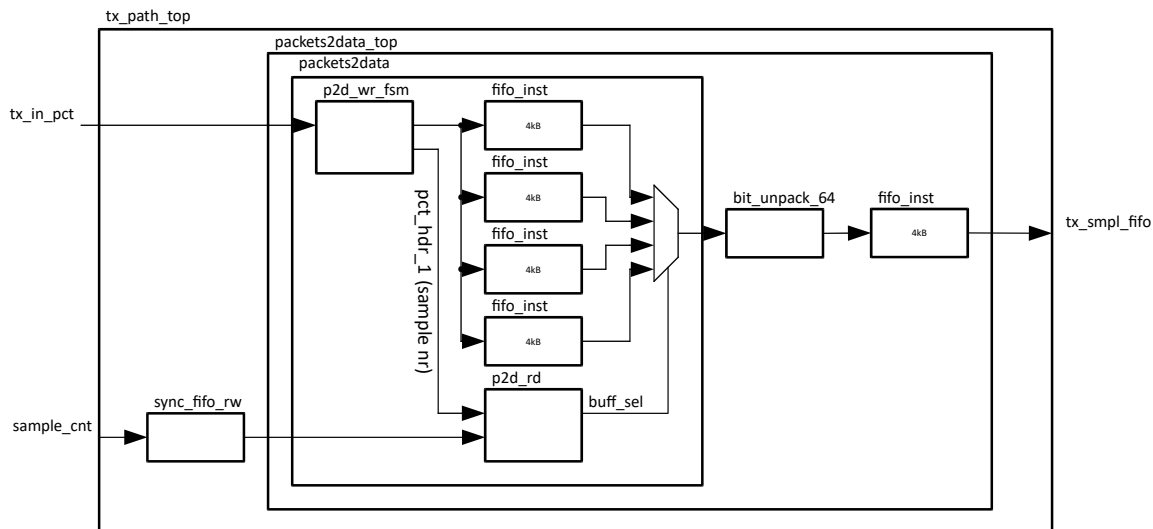 tx_path_top
packets2data_top
packets2data
p2d_wr_fsm
fifo_inst
tx_in_pct
4kB
fifo_inst
4kB
pct_hdr_1 (sample nr)
bit_unpack_64
fifo_inst
4kB
tx_smpl_fifo
fifo_inst
4kB
fifo_inst
4kB
p2d_rd
buff_sel
sync_fifo_rw
sample_cnt